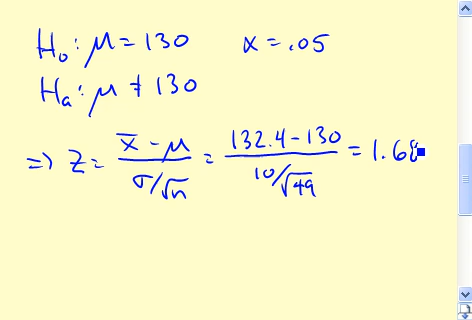 H₀: μ = 130 α = .05
Hₐ: μ ≠ 130
=> Z = (x̄ - μ)/(σ/√n) = (132.4 - 130)/(10/√49) = 1.68